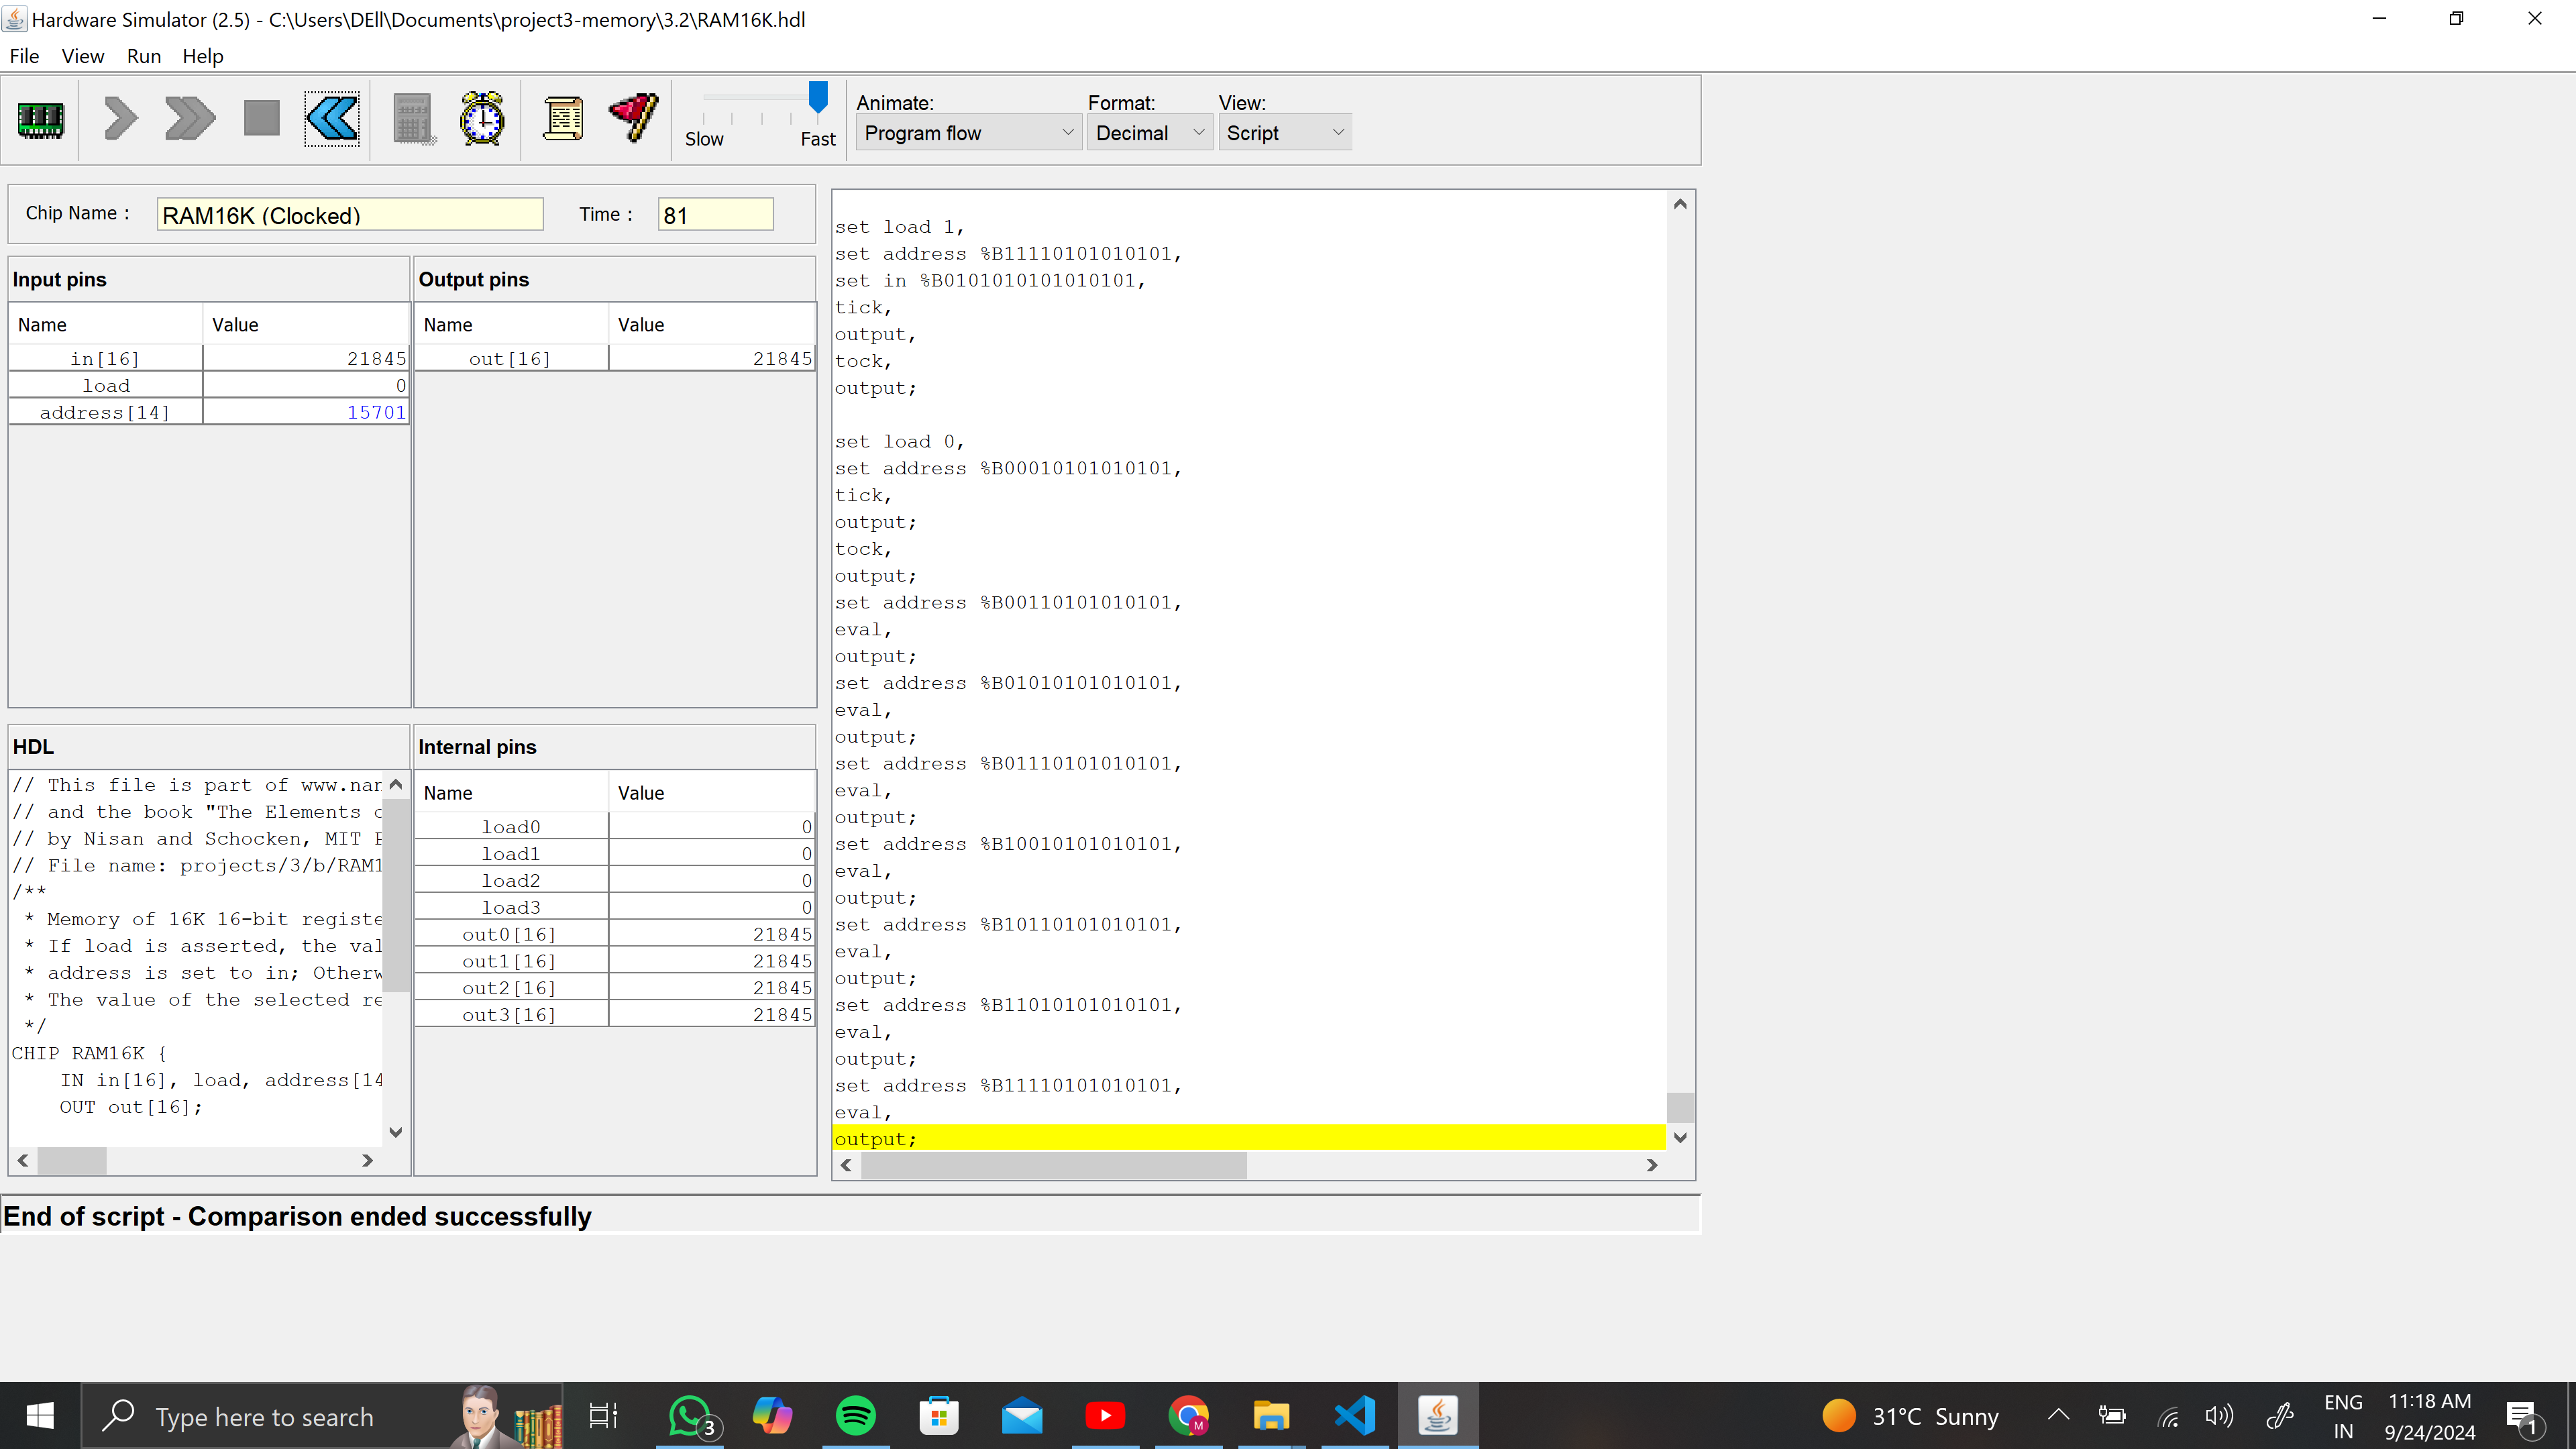 Hardware Simulator (2.5) - C:\Users\DEll\Documents\project3-memory\3.2\RAM16K.hdl
File View Run Help
Slow Fast
Animate: Format: View:
Program flow Decimal Script
Chip Name : RAM16K (Clocked) Time : 81
Input pins
Name Value
in[16] 21845
load 0
address[14] 15701
Output pins
Name Value
out[16] 21845
HDL
// This file is part of www.nan
// and the book "The Elements o
// by Nisan and Schocken, MIT P
// File name: projects/3/b/RAM1
/**
* Memory of 16K 16-bit registe
* If load is asserted, the val
* address is set to in; Otherw
* The value of the selected re
*/
CHIP RAM16K {
IN in[16], load, address[14
OUT out[16];
Internal pins
Name Value
load0 0
load1 0
load2 0
load3 0
out0[16] 21845
out1[16] 21845
out2[16] 21845
out3[16] 21845
set load 1,
set address %B11110101010101,
set in %B0101010101010101,
tick,
output,
tock,
output;
set load 0,
set address %B00010101010101,
tick,
output;
tock,
output;
set address %B00110101010101,
eval,
output;
set address %B01010101010101,
eval,
output;
set address %B01110101010101,
eval,
output;
set address %B10010101010101,
eval,
output;
set address %B10110101010101,
eval,
output;
set address %B11010101010101,
eval,
output;
set address %B11110101010101,
eval,
output;
End of script - Comparison ended successfully
Type here to search
3
M
31°C Sunny
ENG
IN
11:18 AM
9/24/2024
1